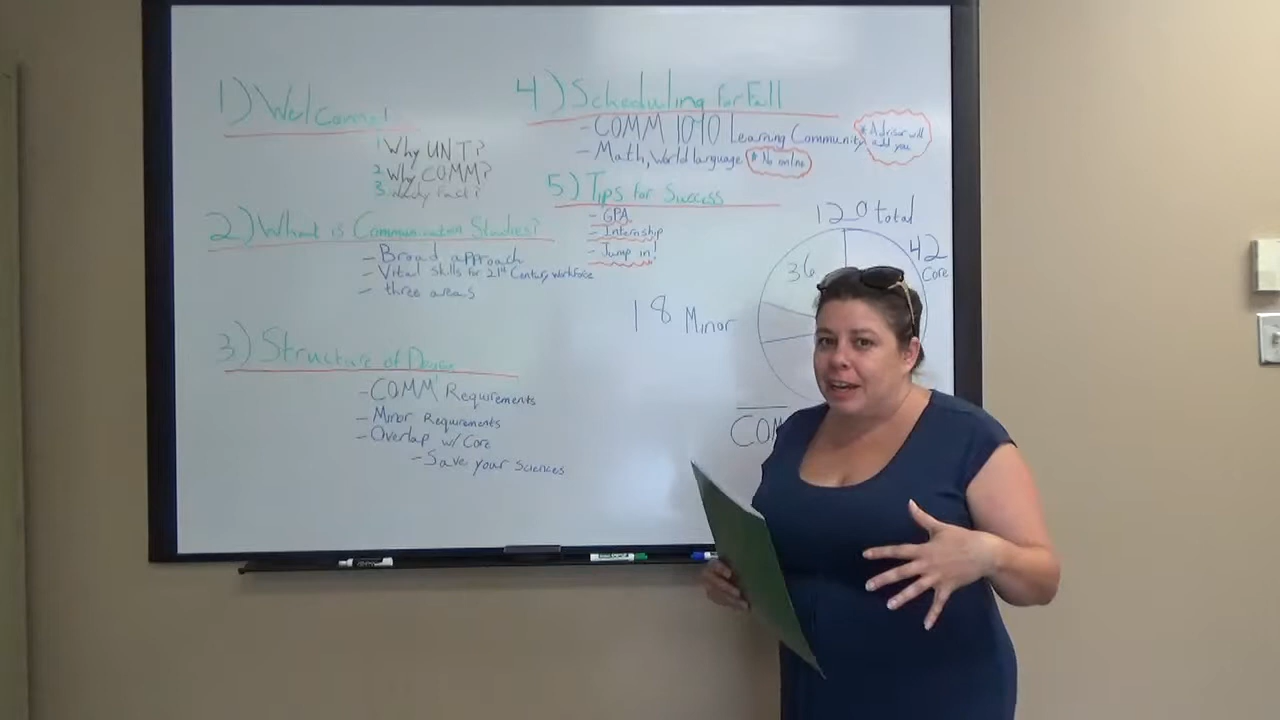 1) Welcome!
1 Why UNT?
2 Why COMM?
3
2) What is Communication Studies?
- Broad approach
- Vital skills for 21st Century workforce
- three areas
3) Structure of Degree
- COMM Requirements
- Minor Requirements
- Overlap w/ Core
- Save your Sciences
4) Scheduling for Fall
- COMM 1010 Learning Community
* Advisor will add you
- Math, World language * No online
5) Tips for Success
- GPA
- Internship
- Jump in!
120 total
42
Core
36
18 Minor